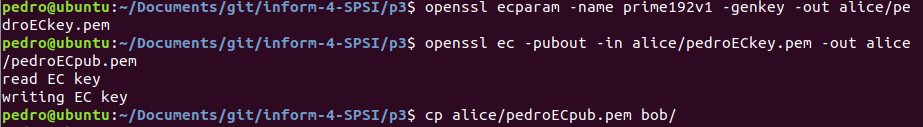 pedro@ubuntu:~/Documents/git/inform-4-SPSI/p3$ openssl ecparam -name prime192v1 -genkey -out alice/pe
droECkey.pem
pedro@ubuntu:~/Documents/git/inform-4-SPSI/p3$ openssl ec -pubout -in alice/pedroECkey.pem -out alice
/pedroECpub.pem
read EC key
writing EC key
pedro@ubuntu:~/Documents/git/inform-4-SPSI/p3$ cp alice/pedroECpub.pem bob/